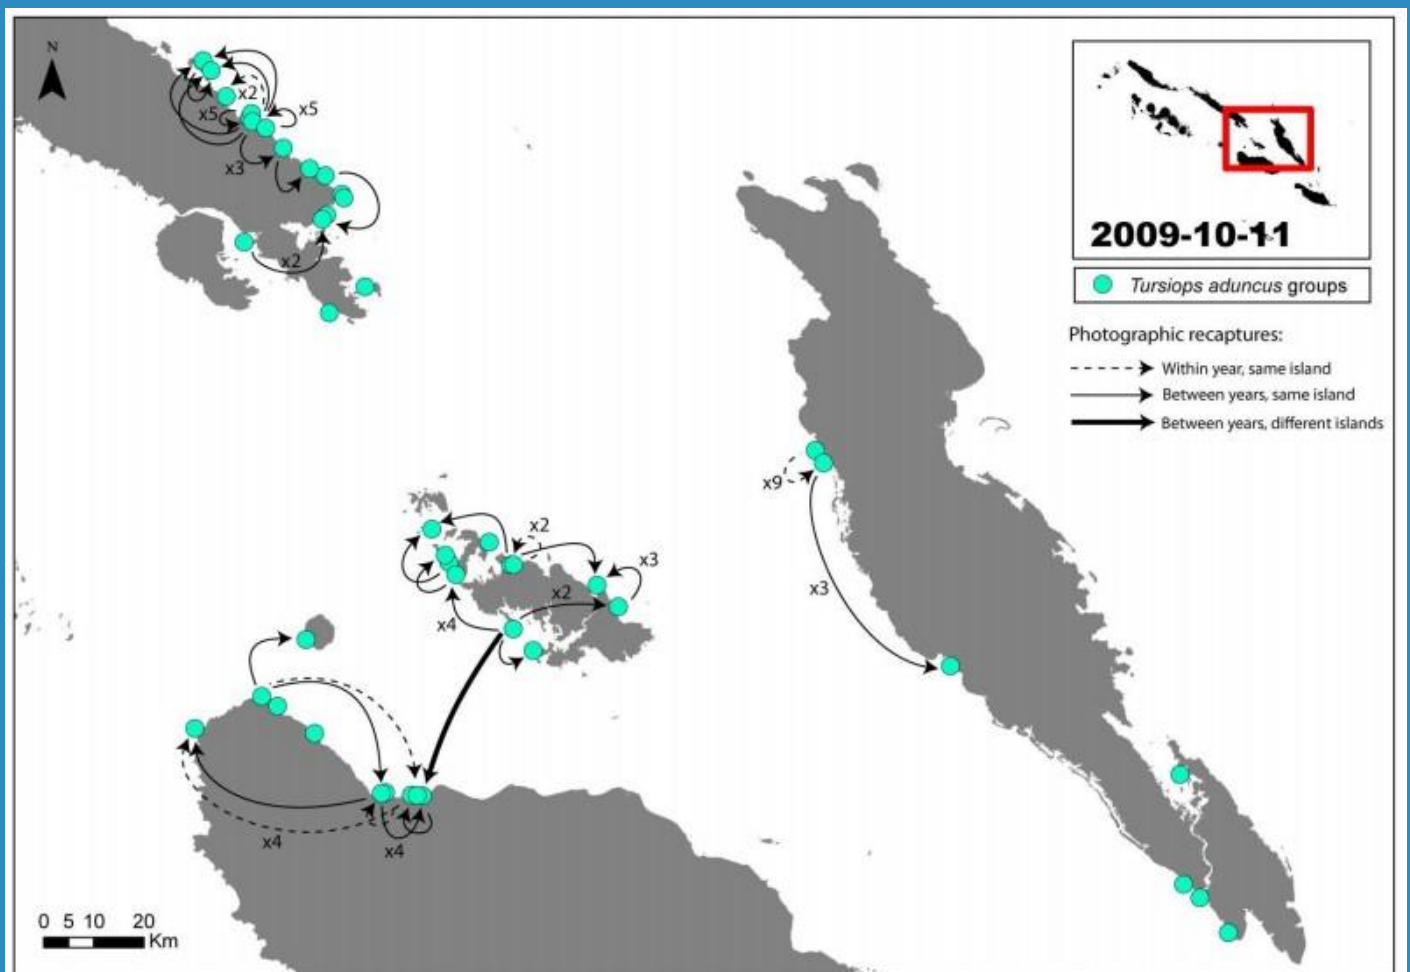 N
x2
x5
x5
x3
x2
2009-10-11
Tursiops aduncus groups
Photographic recaptures:
Within year, same island
Between years, same island
Between years, different islands
x9
x2
x3
x2
x3
x4
x4
x4
0 5 10 20
Km